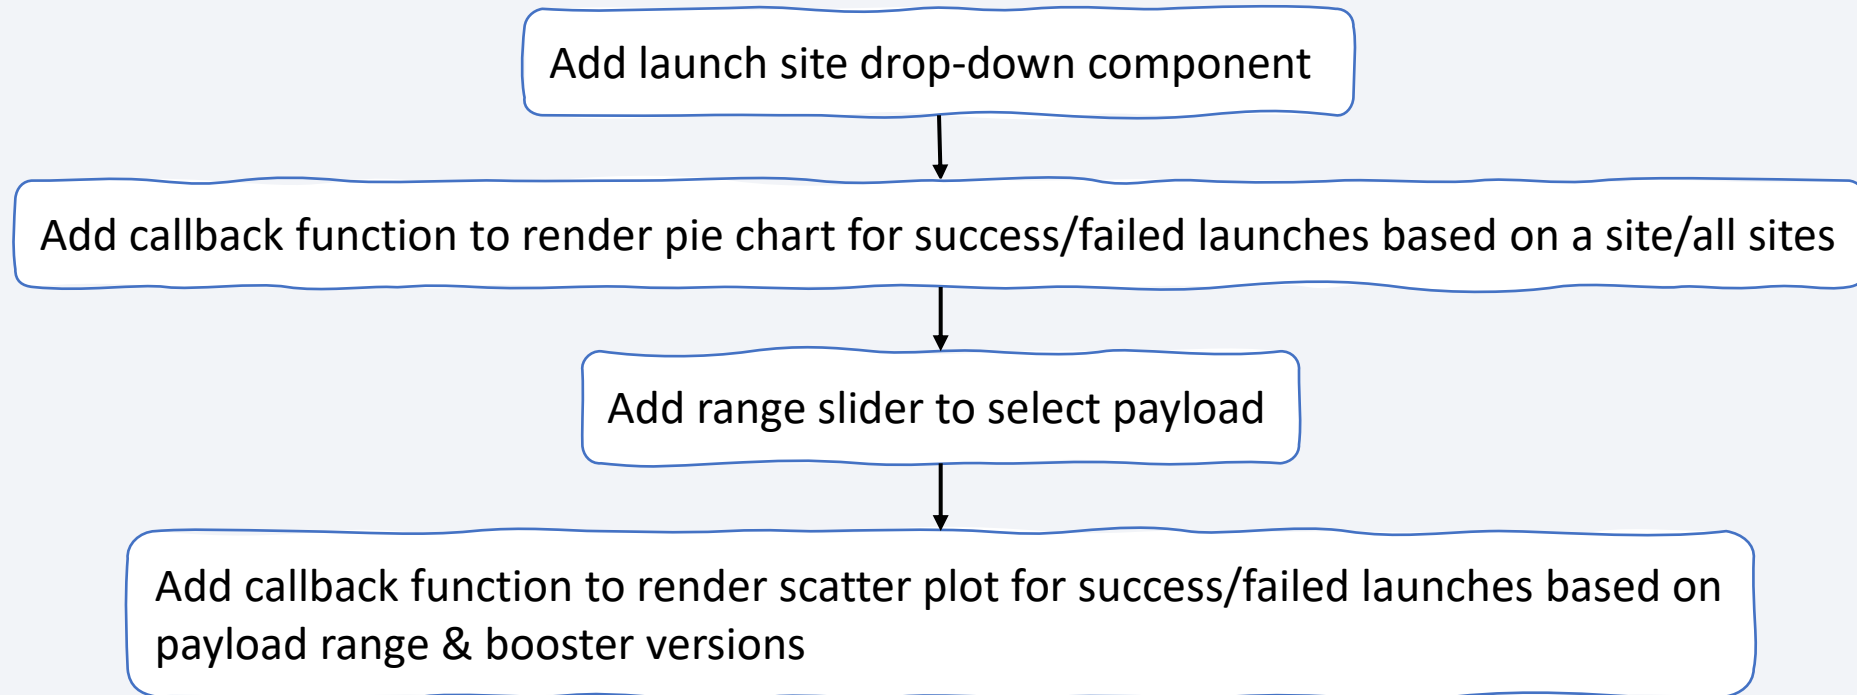 Add launch site drop-down component
Add callback function to render pie chart for success/failed launches based on a site/all sites
Add range slider to select payload
Add callback function to render scatter plot for success/failed launches based on
payload range & booster versions